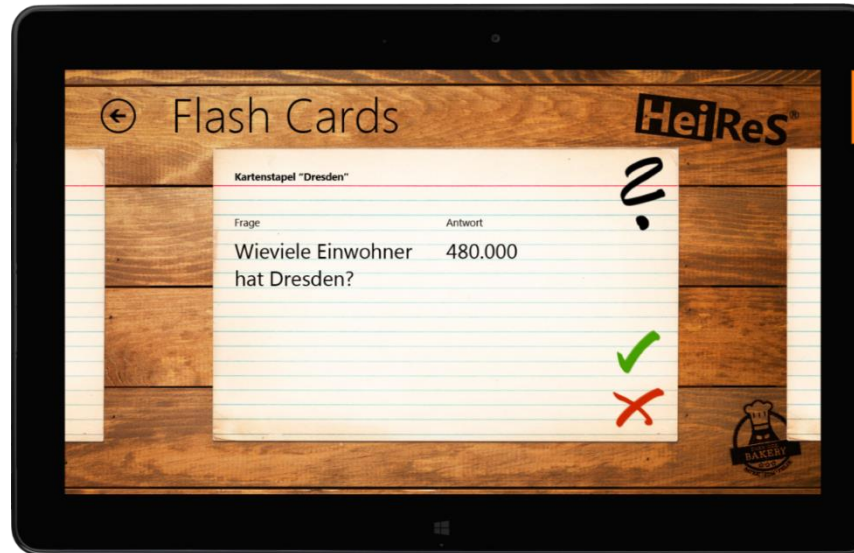 Flash Cards
HeiReS®
Kartenstapel "Dresden"
Frage
Antwort
Wieviele Einwohner
hat Dresden?
480.000
BAKERY